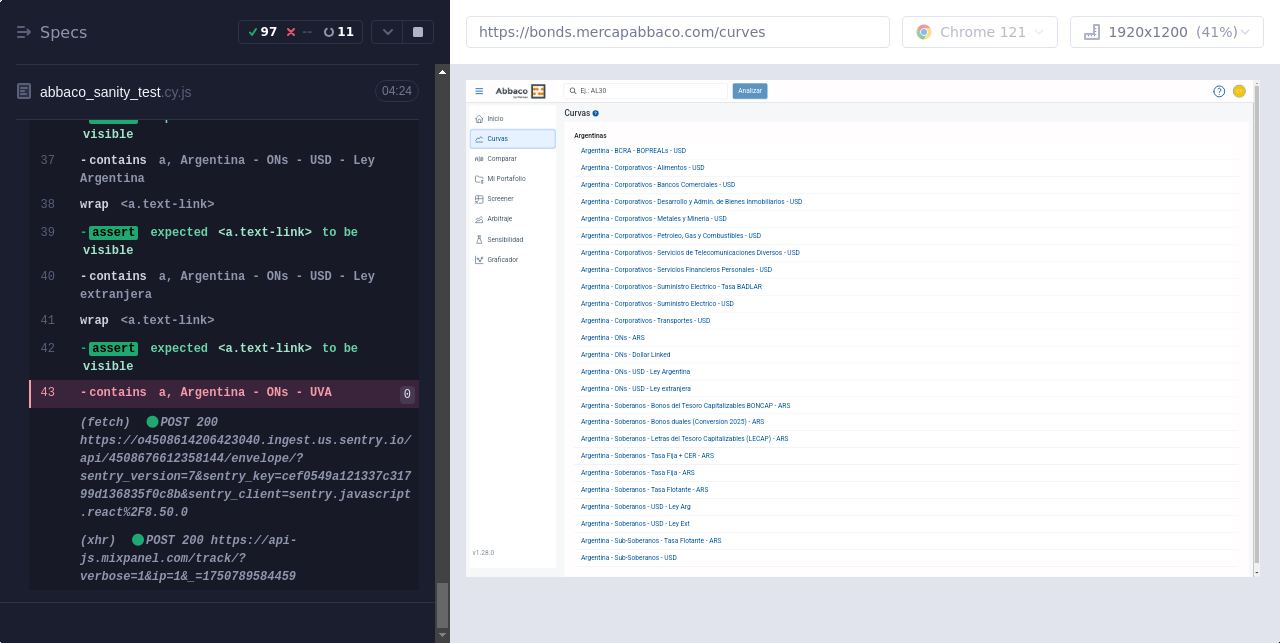 Specs
97
--
11
abbaco_sanity_test.cy.js
04:24
visible
37 -contains a, Argentina - ONs - USD - Ley
Argentina
38 wrap <a.text-link>
39 -assert expected <a.text-link> to be
visible
40 -contains a, Argentina - ONs - USD - Ley
extranjera
41 wrap <a.text-link>
42 -assert expected <a.text-link> to be
visible
43 -contains a, Argentina - ONs - UVA 0
(fetch) POST 200
https://o4508614206423040.ingest.us.sentry.io/
api/4508676612358144/envelope/?
sentry_version=7&sentry_key=cef0549a121337c317
99d136835f0c8b&sentry_client=sentry.javascript
.react%2F8.50.0
(xhr) POST 200 https://api-
js.mixpanel.com/track/?
verbose=1&ip=1&_=1750789584459
https://bonds.mercapabbaco.com/curves
Chrome 121
1920x1200 (41%)
Abbaco
Ej.: AL30
Analizar
?
Inicio
Curvas
Comparar
Mi Portafolio
Screener
Arbitraje
Sensibilidad
Graficador
v1.28.0
Curvas ?
Argentinas
Argentina - BCRA - BOPREALs - USD
Argentina - Corporativos - Alimentos - USD
Argentina - Corporativos - Bancos Comerciales - USD
Argentina - Corporativos - Desarrollo y Admin. de Bienes Inmobiliarios - USD
Argentina - Corporativos - Metales y Mineria - USD
Argentina - Corporativos - Petroleo, Gas y Combustibles - USD
Argentina - Corporativos - Servicios de Telecomunicaciones Diversos - USD
Argentina - Corporativos - Servicios Financieros Personales - USD
Argentina - Corporativos - Suministro Electrico - Tasa BADLAR
Argentina - Corporativos - Suministro Electrico - USD
Argentina - Corporativos - Transportes - USD
Argentina - ONs - ARS
Argentina - ONs - Dollar Linked
Argentina - ONs - USD - Ley Argentina
Argentina - ONs - USD - Ley extranjera
Argentina - Soberanos - Bonos del Tesoro Capitalizables BONCAP - ARS
Argentina - Soberanos - Bonos duales (Conversion 2025) - ARS
Argentina - Soberanos - Letras del Tesoro Capitalizables (LECAP) - ARS
Argentina - Soberanos - Tasa Fija + CER - ARS
Argentina - Soberanos - Tasa Fija - ARS
Argentina - Soberanos - Tasa Flotante - ARS
Argentina - Soberanos - USD - Ley Arg
Argentina - Soberanos - USD - Ley Ext
Argentina - Sub-Soberanos - Tasa Flotante - ARS
Argentina - Sub-Soberanos - USD